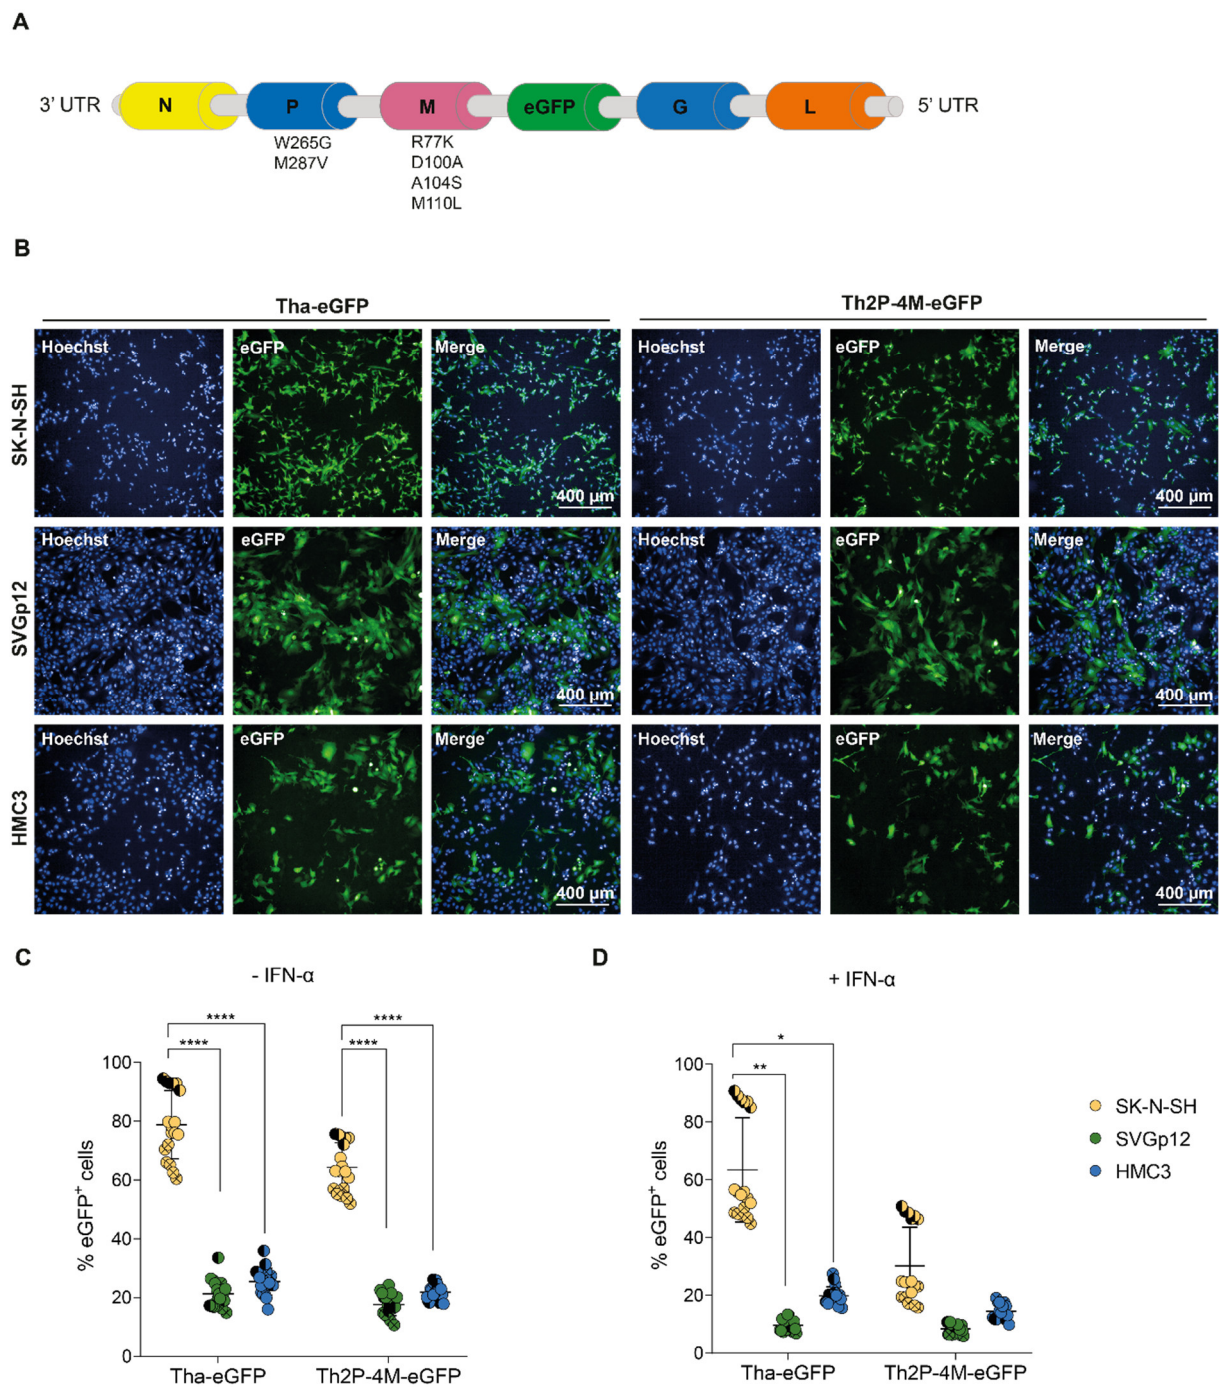 A
3’ UTR N P M eGFP G L 5’ UTR
W265G
M287V
R77K
D100A
A104S
M110L
B
Tha-eGFP
Th2P-4M-eGFP
SK-N-SH
Hoechst eGFP Merge 400 µm Hoechst eGFP Merge 400 µm
SVGp12
Hoechst eGFP Merge 400 µm Hoechst eGFP Merge 400 µm
HMC3
Hoechst eGFP Merge 400 µm Hoechst eGFP Merge 400 µm
C
- IFN-α
% eGFP+ cells
100
80
60
40
20
0
****
****
****
****
Tha-eGFP Th2P-4M-eGFP
D
+ IFN-α
% eGFP+ cells
100
80
60
40
20
0
*
**
Tha-eGFP Th2P-4M-eGFP
SK-N-SH
SVGp12
HMC3